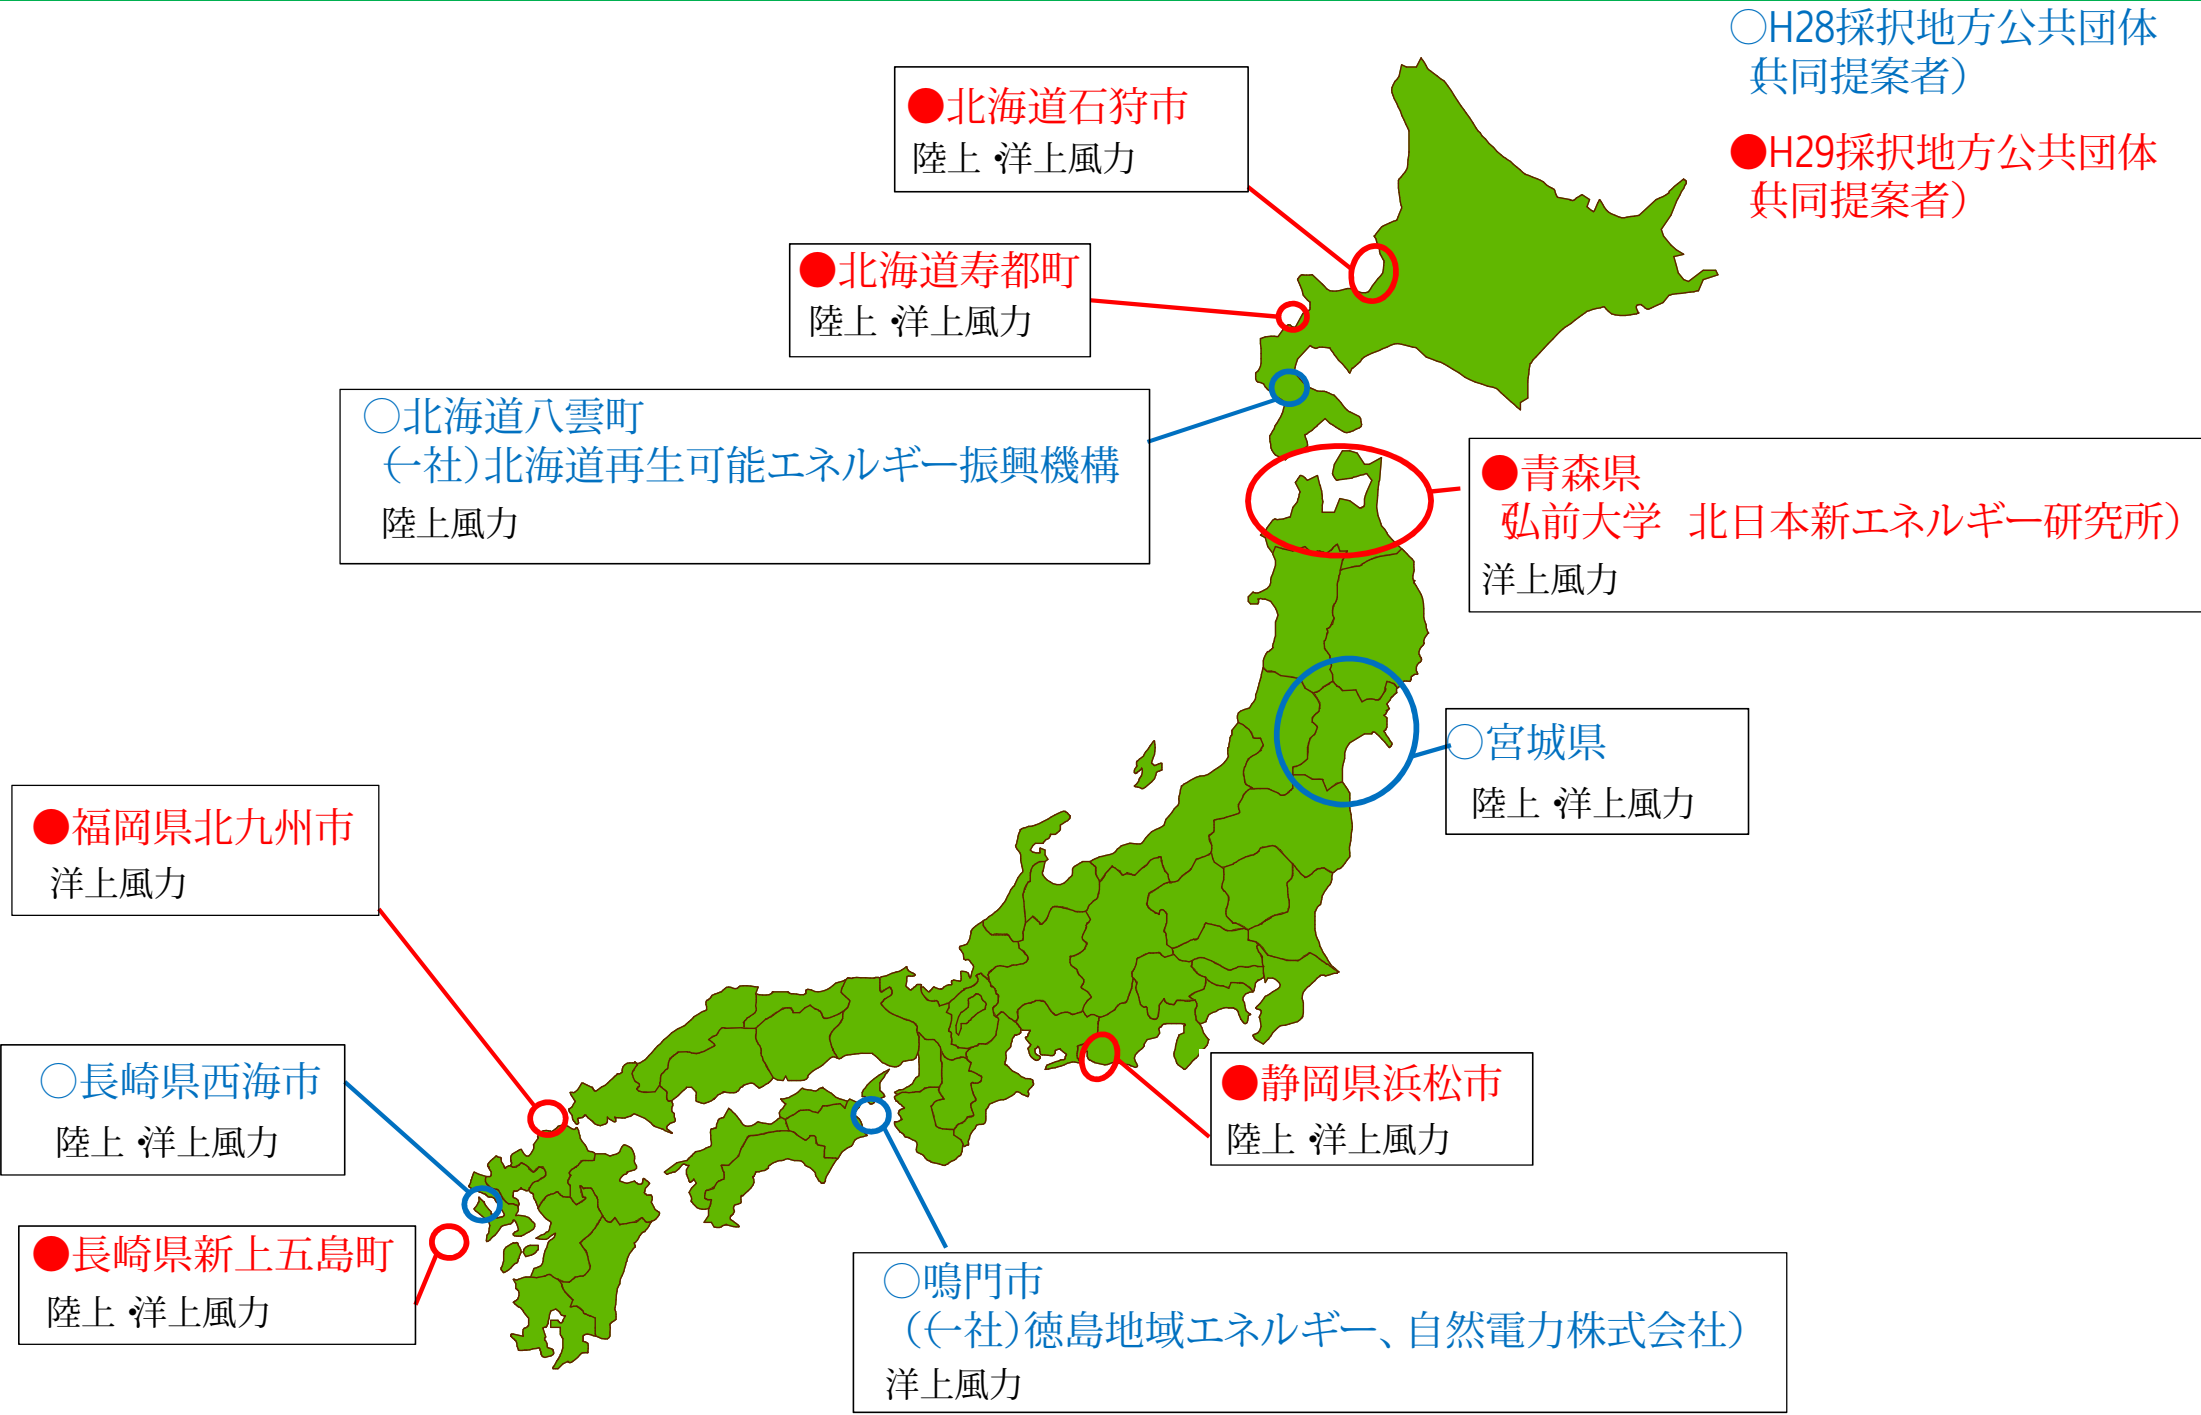 ○H28採択地方公共団体
(共同提案者)
●H29採択地方公共団体
(共同提案者)
●北海道石狩市
陸上・洋上風力
●北海道寿都町
陸上・洋上風力
○北海道八雲町
(一社)北海道再生可能エネルギー振興機構
陸上風力
●青森県
(弘前大学 北日本新エネルギー研究所)
洋上風力
○宮城県
陸上・洋上風力
●福岡県北九州市
洋上風力
○長崎県西海市
陸上・洋上風力
●静岡県浜松市
陸上・洋上風力
●長崎県新上五島町
陸上・洋上風力
○鳴門市
((一社)徳島地域エネルギー、自然電力株式会社)
洋上風力